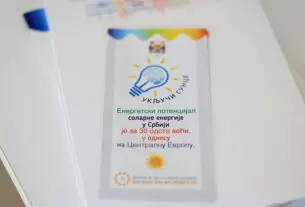 УКЉУЧИ СУНЦЕ
Енергетски потенцијал
соларне енергије
у Србији
је за 30 одсто већи,
у односу
на Централну Европу.